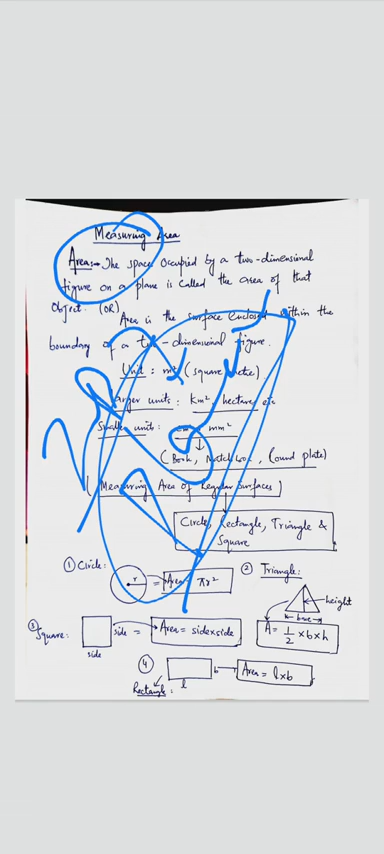 Measuring Area
Area:- The space occupied by a two-dimensional
figure on a plane is called the area of that
Object. (OR)
Area is the surface enclosed within the
boundary of a two-dimensional figure.
Unit: m² (square metre)
Larger units: km², hectare, etc
Smaller units: mm²
(Book, Matchbox, round plate)
(Measuring Area of Regular Surfaces)
Circle, Rectangle, Triangle &
Square
① Circle: r = Area = πr²
② Triangle: height
base
A = 1/2 × b × h
③ Square: side = Area = side×side
side
④ b Area = l×b
Rectangle: l